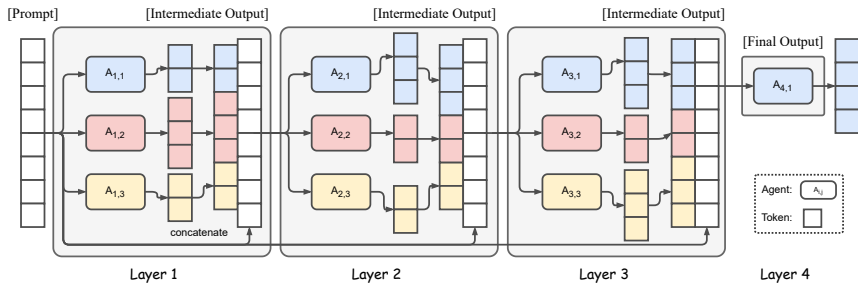 [Prompt]
[Intermediate Output]
[Intermediate Output]
[Intermediate Output]
[Final Output]
A1,1
A2,1
A3,1
A4,1
A1,2
A2,2
A3,2
A1,3
A2,3
A3,3
Agent:
Ai,j
Token:
concatenate
Layer 1
Layer 2
Layer 3
Layer 4